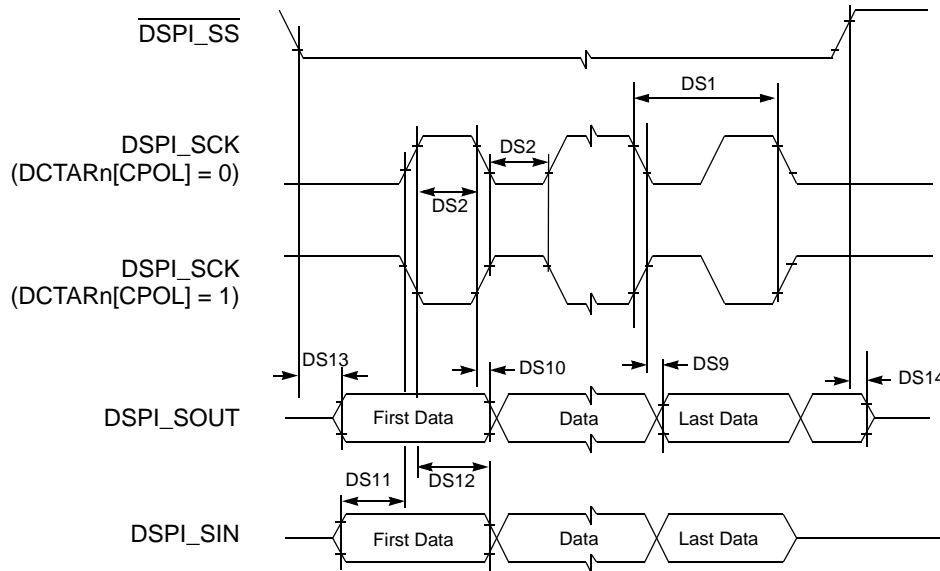 DSPI_SS
DS1
DSPI_SCK
(DCTARn[CPOL] = 0)
DS2
DS2
DSPI_SCK
(DCTARn[CPOL] = 1)
DS13
DS10
DS9
DS14
DSPI_SOUT
First Data
Data
Last Data
DS11
DS12
DSPI_SIN
First Data
Data
Last Data